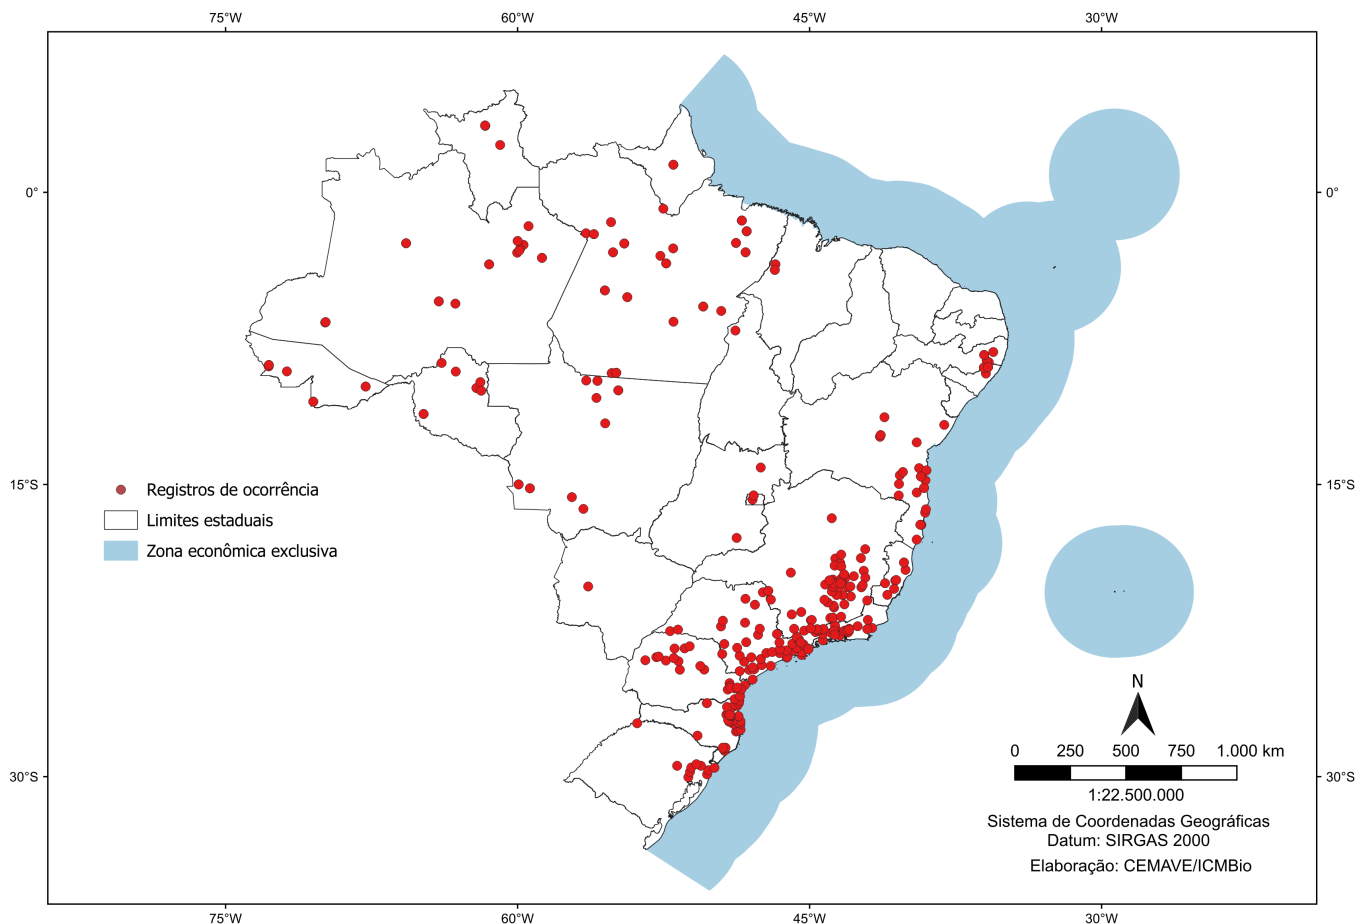 75°W
60°W
45°W
30°W
0°
0°
15°S
15°S
30°S
30°S
Registros de ocorrência
Limites estaduais
Zona econômica exclusiva
N
0 250 500 750 1.000 km
1:22.500.000
Sistema de Coordenadas Geográficas
Datum: SIRGAS 2000
Elaboração: CEMAVE/ICMBio
75°W
60°W
45°W
30°W